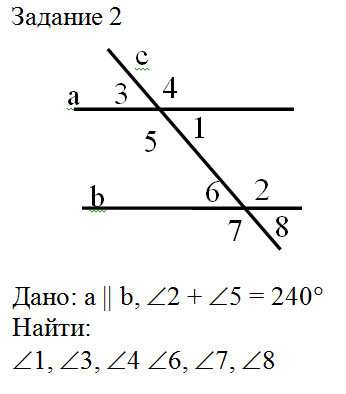 Задание 2
c
a 3 4
5 1
b 6 2
7 8
Дано: a || b, ∠2 + ∠5 = 240°
Найти:
∠1, ∠3, ∠4 ∠6, ∠7, ∠8